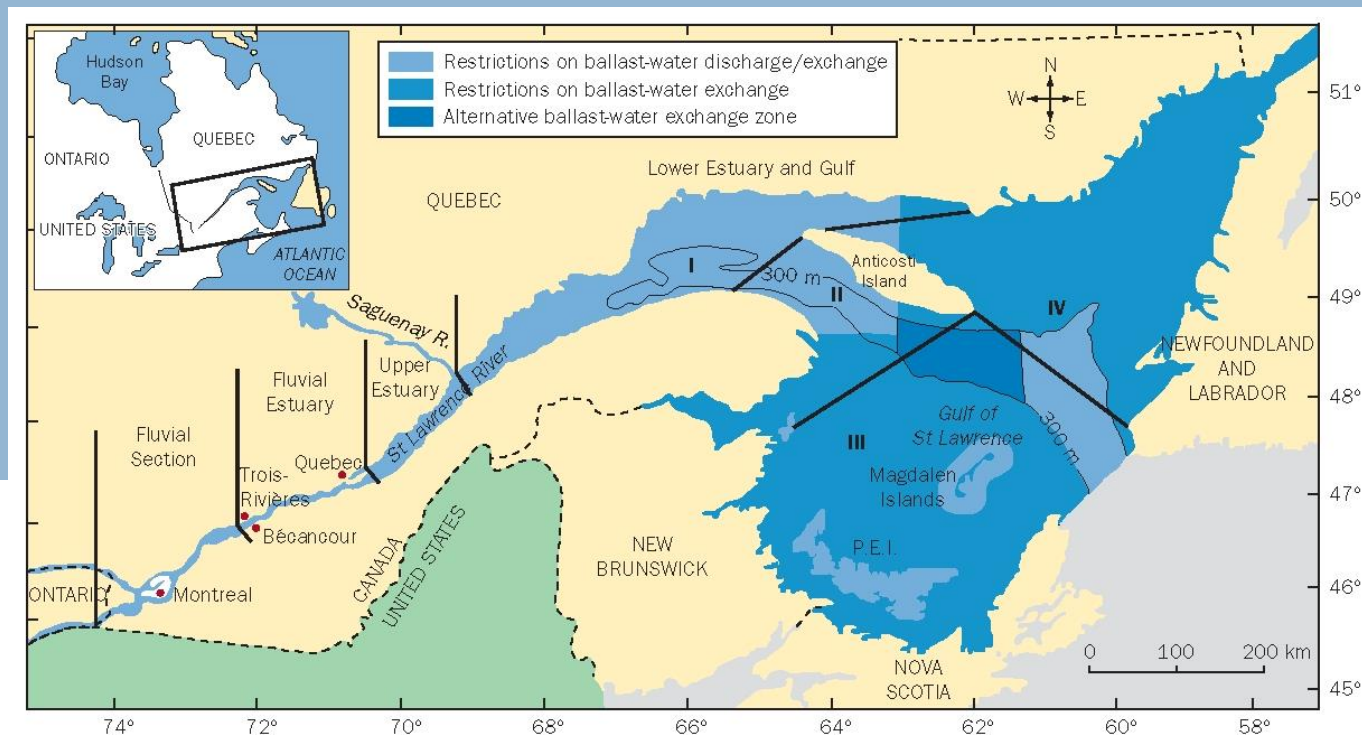 Hudson
Bay
QUEBEC
ONTARIO
UNITED STATES
ATLANTIC
OCEAN
Restrictions on ballast-water discharge/exchange
Restrictions on ballast-water exchange
Alternative ballast-water exchange zone
N
W E
S
Lower Estuary and Gulf
QUEBEC
Saguenay R.
Upper
Estuary
Fluvial
Estuary
Fluvial
Section
St Lawrence River
Quebec
Trois-
Rivières
Bécancour
Montreal
ONTARIO
CANADA
UNITED STATES
I
300 m
II
Anticosti
Island
IV
NEWFOUNDLAND
AND
LABRADOR
Gulf of
St Lawrence
300 m
III
Magdalen
Islands
P.E.I.
NEW
BRUNSWICK
NOVA
SCOTIA
0 100 200 km
51°
50°
49°
48°
47°
46°
45°
74° 72° 70° 68° 66° 64° 62° 60° 58°